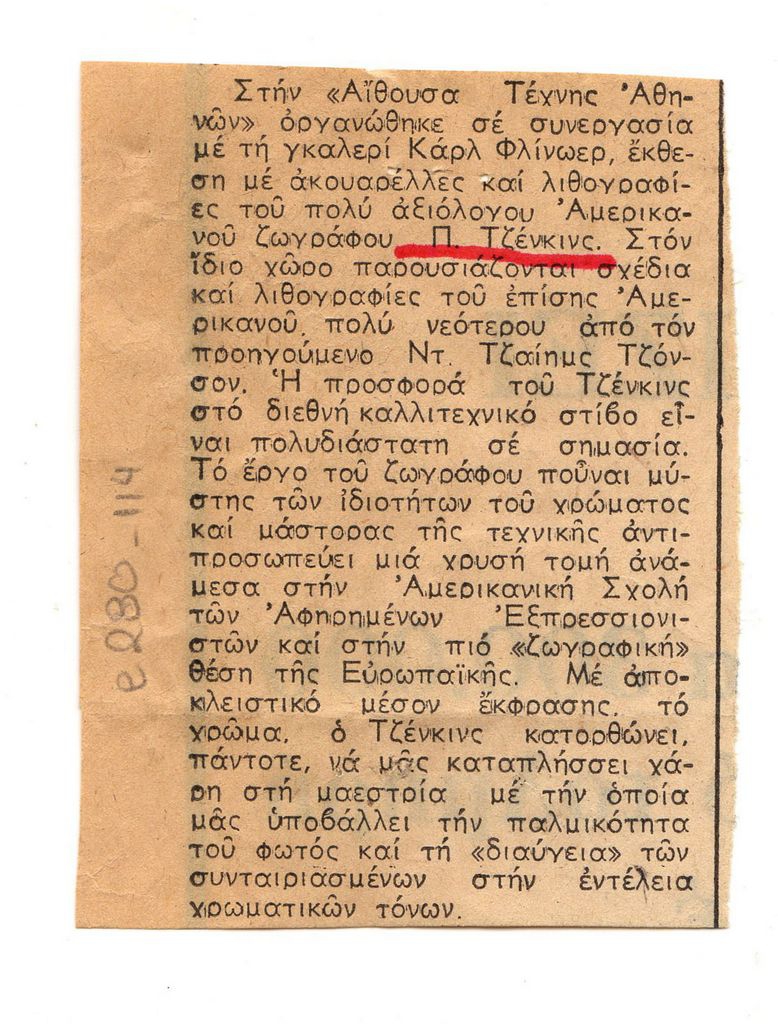 Στήν «Αἴθουσα Τέχνης Ἀθη-
νῶν» ὀργανώθηκε σέ συνεργασία
μέ τή γκαλερί Κάρλ Φλίνωερ, ἔκθε-
ση μέ ἀκουαρέλλες καί λιθογραφί-
ες τοῦ πολύ ἀξιόλογου Ἀμερικα-
νοῦ ζωγράφου Π. Τζένκινς. Στόν
ἴδιο χῶρο παρουσιάζονται σχέδια
καί λιθογραφίες τοῦ ἐπίσης Ἀμε-
ρικανοῦ, πολύ νεότερου ἀπό τόν
προηγούμενο Ντ. Τζαίημς Τζόν-
σον. Ἡ προσφορά τοῦ Τζένκινς
στό διεθνή καλλιτεχνικό στίβο εἶ-
ναι πολυδιάστατη σέ σημασία.
Τό ἔργο τοῦ ζωγράφου ποὖναι μύ-
στης τῶν ἰδιοτήτων τοῦ χρώματος
καί μάστορας τῆς τεχνικῆς ἀντι-
προσωπεύει μιά χρυσή τομή ἀνά-
μεσα στήν Ἀμερικανική Σχολή
τῶν Ἀφηρημένων Ἐξπρεσσιονι-
στῶν καί στήν πιό «ζωγραφική»
θέση τῆς Εὐρωπαϊκῆς. Μέ ἀπο-
κλειστικό μέσον ἔκφρασης, τό
χρῶμα, ὁ Τζένκινς κατορθώνει,
πάντοτε, νά μᾶς καταπλήσσει χά-
ρη στή μαεστρία μέ τήν ὁποία
μᾶς ὑποβάλλει τήν παλμικότητα
τοῦ φωτός καί τή «διαύγεια» τῶν
συνταιριασμένων στήν ἐντέλεια
χρωματικῶν τόνων.
e 280-114